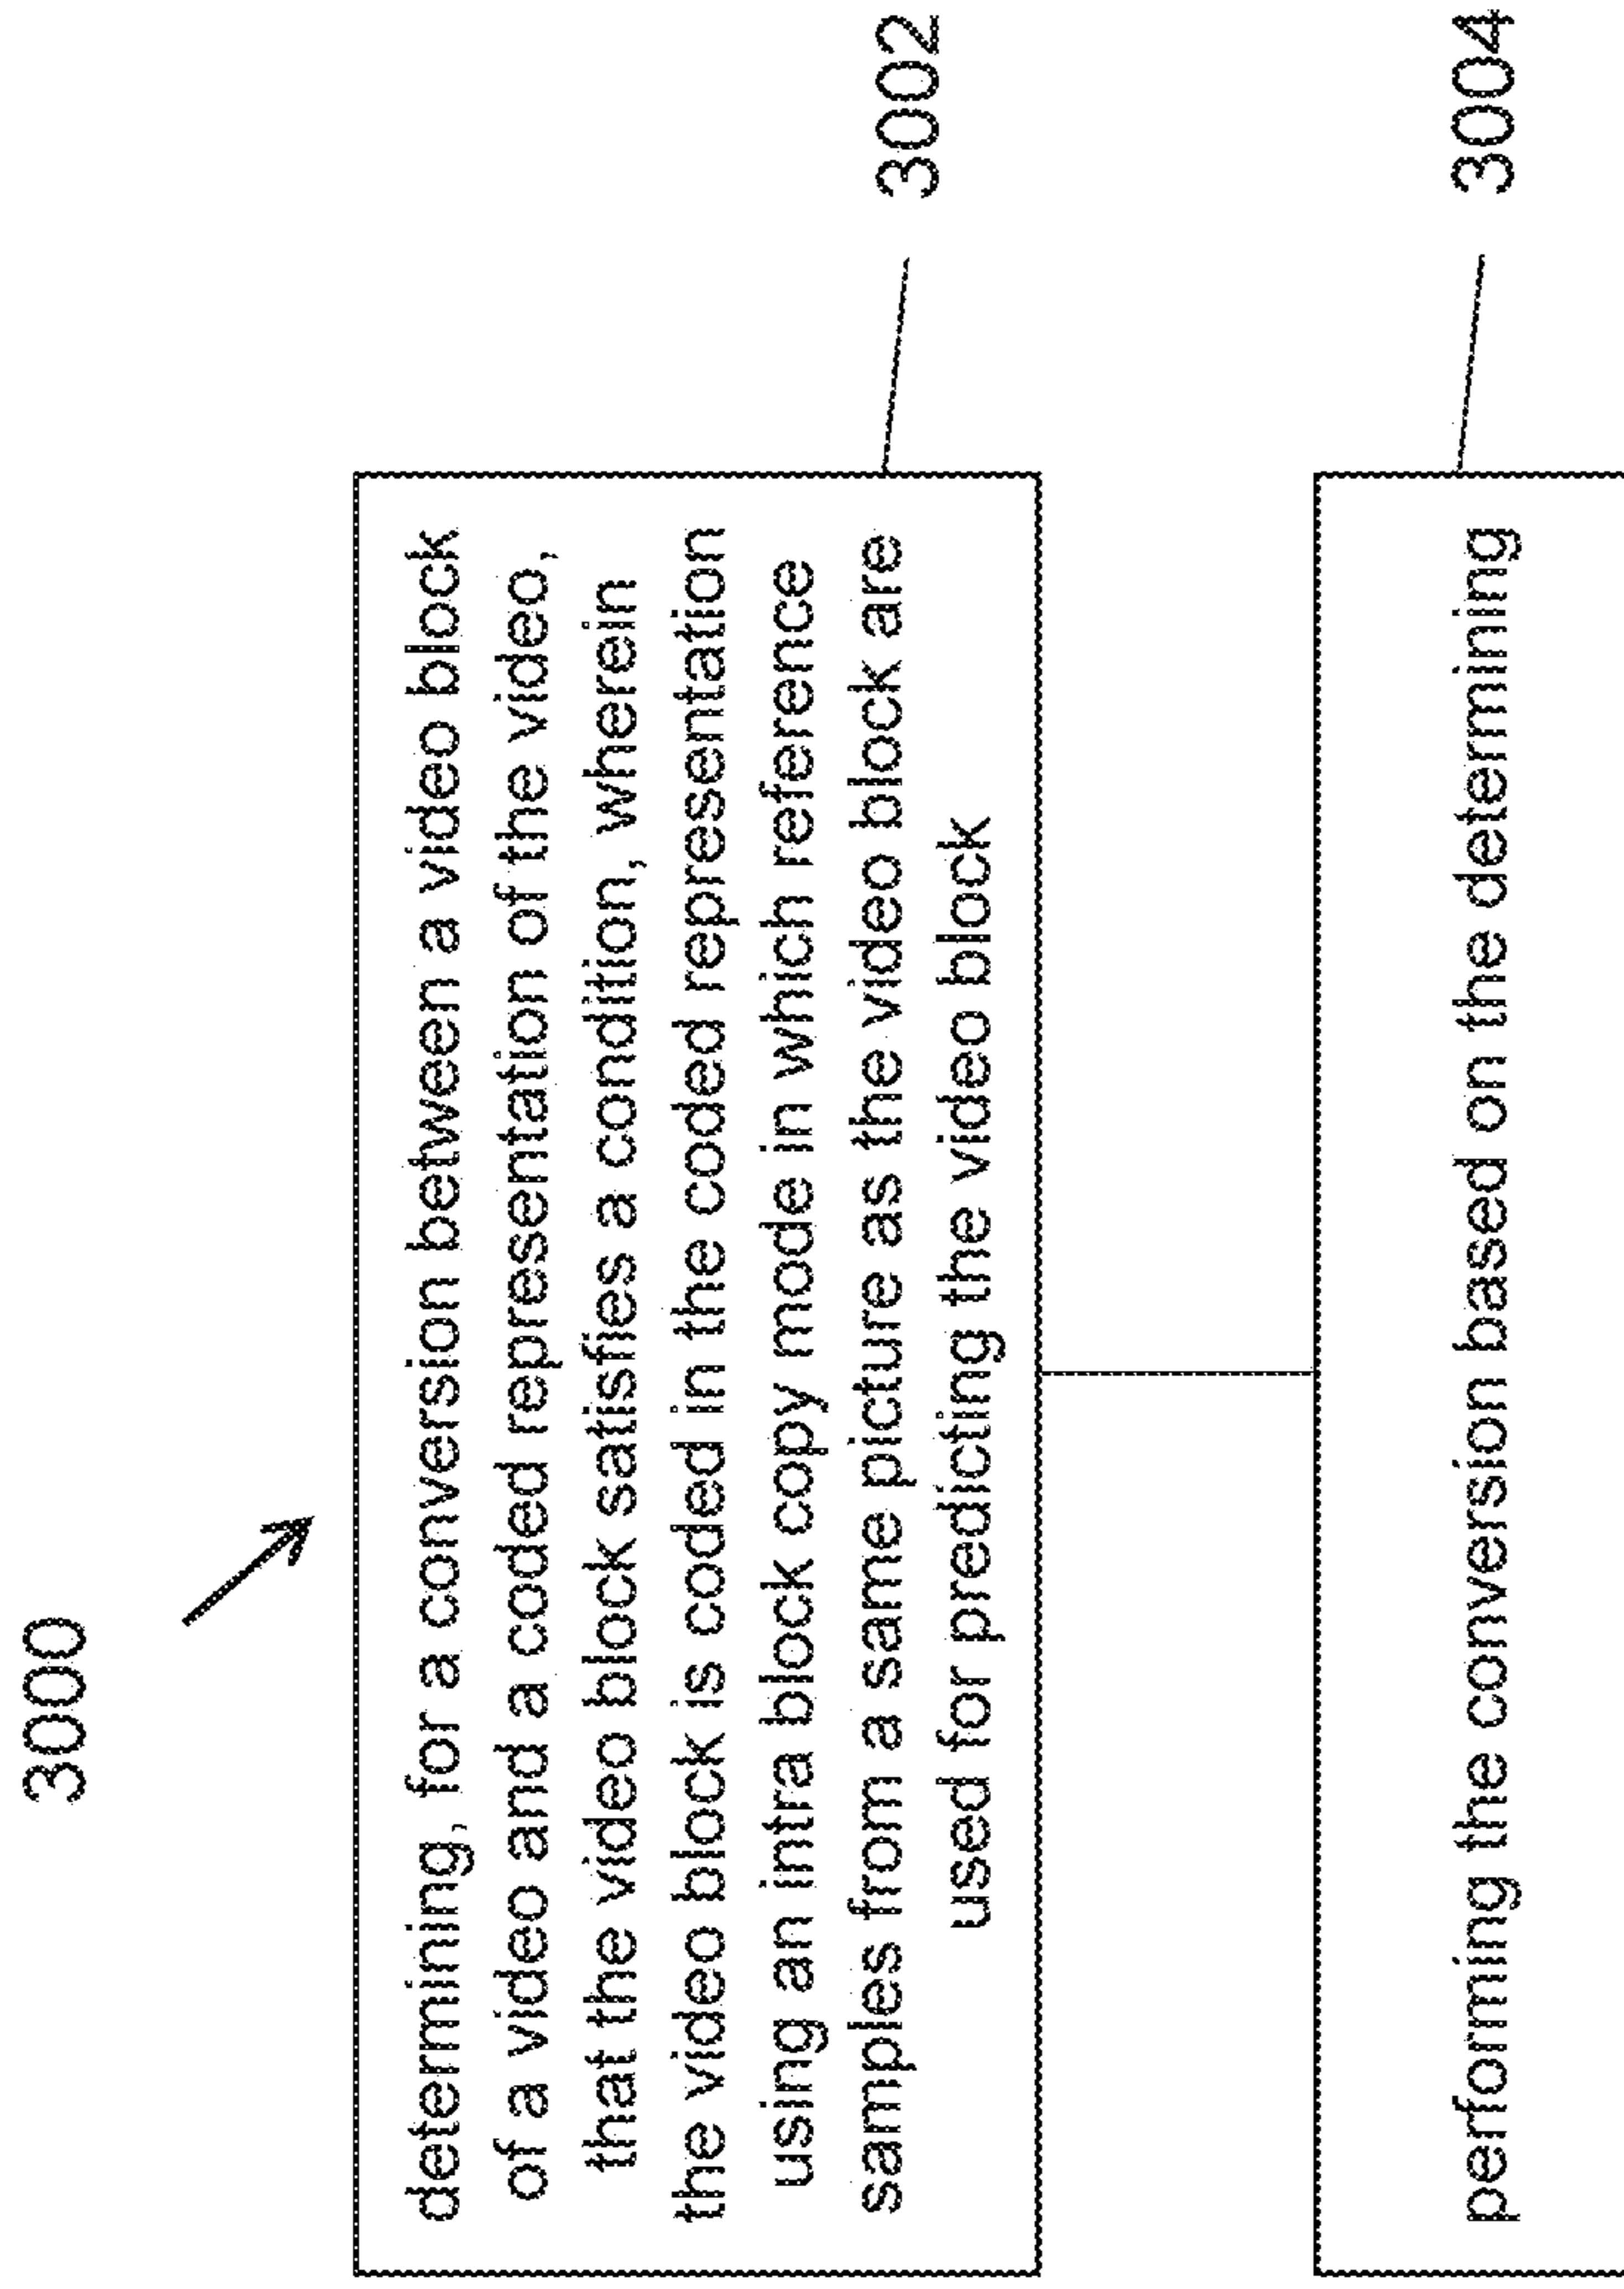 3000
determining, for a conversion between a video block
of a video and a coded representation of the video,
that the video block satisfies a condition, wherein
the video block is coded in the coded representation
using an intra block copy mode in which reference
samples from a same picture as the video block are
used for predicting the video block
3002
performing the conversion based on the determining
3004